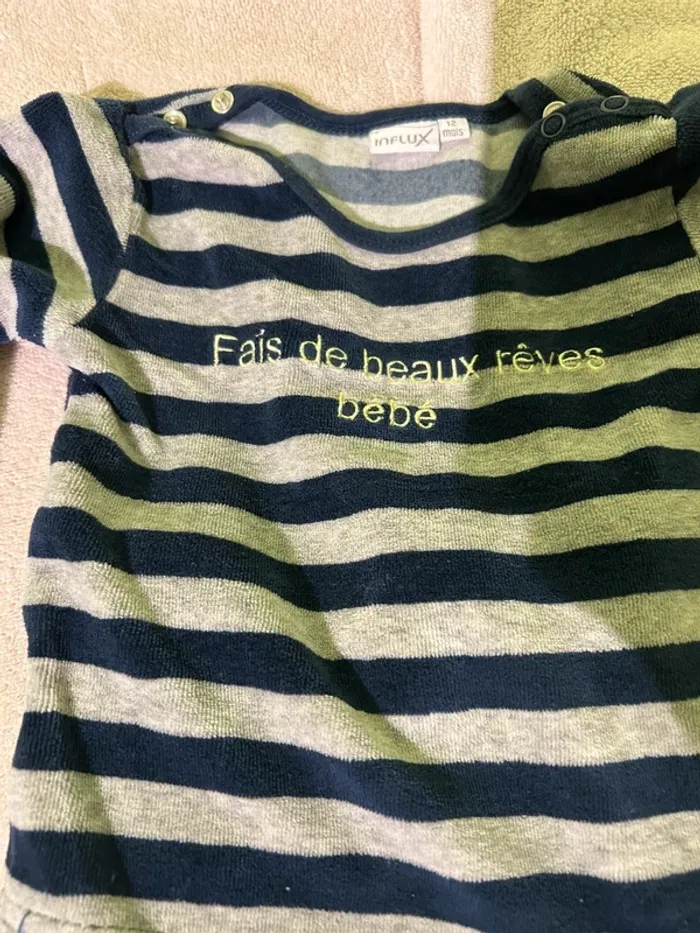 INFLUX
12
mois
Fais de beaux rêves
bébé